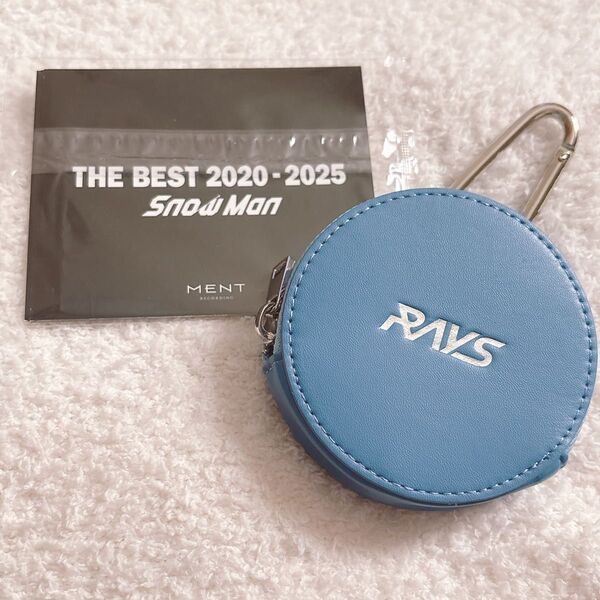 THE BEST 2020-2025
Snow Man
MENT
RECORDING
RAYS